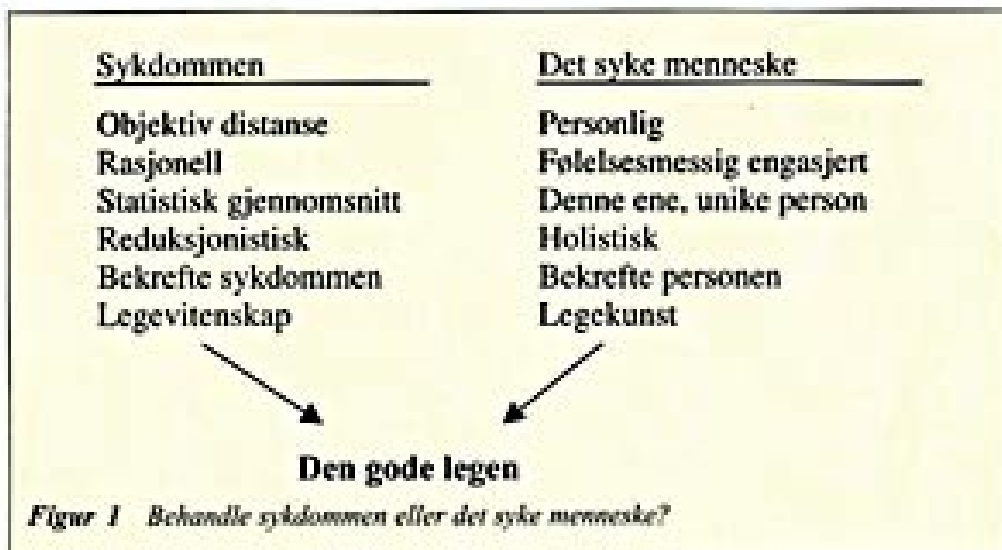 Sykdommen
Objektiv distanse
Rasjonell
Statistisk gjennomsnitt
Reduksjonistisk
Bekrefte sykdommen
Legevitenskap
Det syke menneske
Personlig
Følelsesmessig engasjert
Denne ene, unike person
Holistisk
Bekrefte personen
Legekunst
Den gode legen
Figur 1 Behandle sykdommen eller det syke menneske?